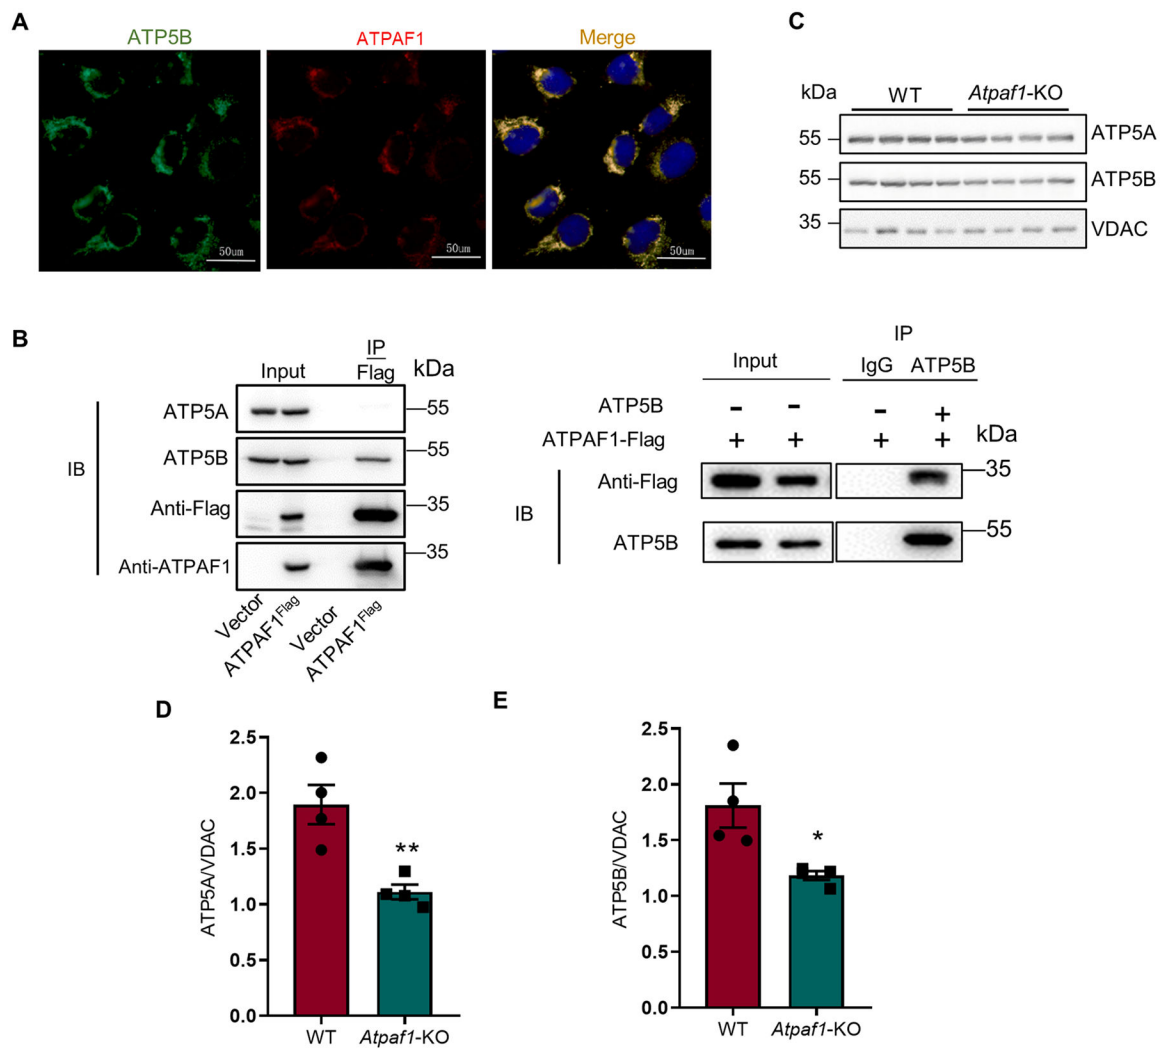 A
ATP5B
ATPAF1
Merge
50um
50um
50um
C
kDa
WT
Atpaf1-KO
55
ATP5A
55
ATP5B
35
VDAC
B
Input
IP
Flag
kDa
IB
ATP5A
55
ATP5B
55
Anti-Flag
35
Anti-ATPAF1
35
Vector
ATPAF1Flag
Vector
ATPAF1Flag
IP
Input
IgG
ATP5B
ATP5B
- - - +
ATPAF1-Flag
+ + + +
kDa
IB
Anti-Flag
35
ATP5B
55
D
ATP5A/VDAC
2.5
2.0
1.5
1.0
0.5
0.0
**
WT
Atpaf1-KO
E
ATP5B/VDAC
2.5
2.0
1.5
1.0
0.5
0.0
*
WT
Atpaf1-KO